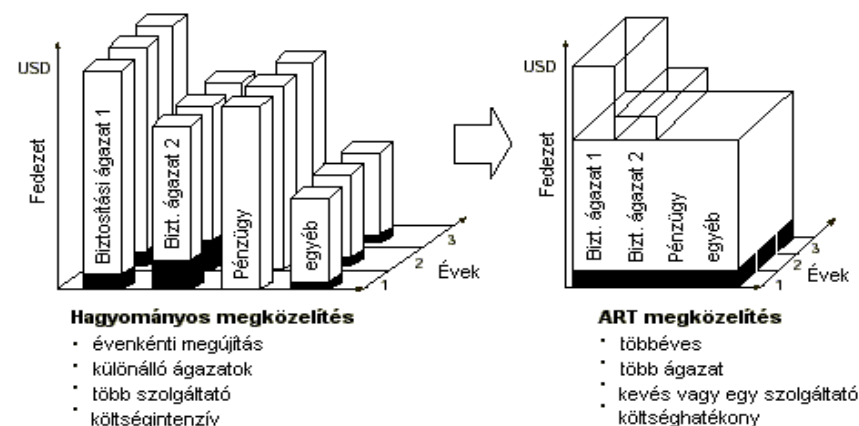 USD
Fedezet
Biztosítási ágazat 1
Bizt. ágazat 2
Pénzügy
egyéb
1
2
3
Évek
Hagyományos megközelítés
· évenkénti megújítás
· különálló ágazatok
· több szolgáltató
· költségintenzív
USD
Fedezet
Bizt. ágazat 1
Bizt. ágazat 2
Pénzügy
egyéb
1
2
3
Évek
ART megközelítés
· többéves
· több ágazat
· kevés vagy egy szolgáltató
· költséghatékony